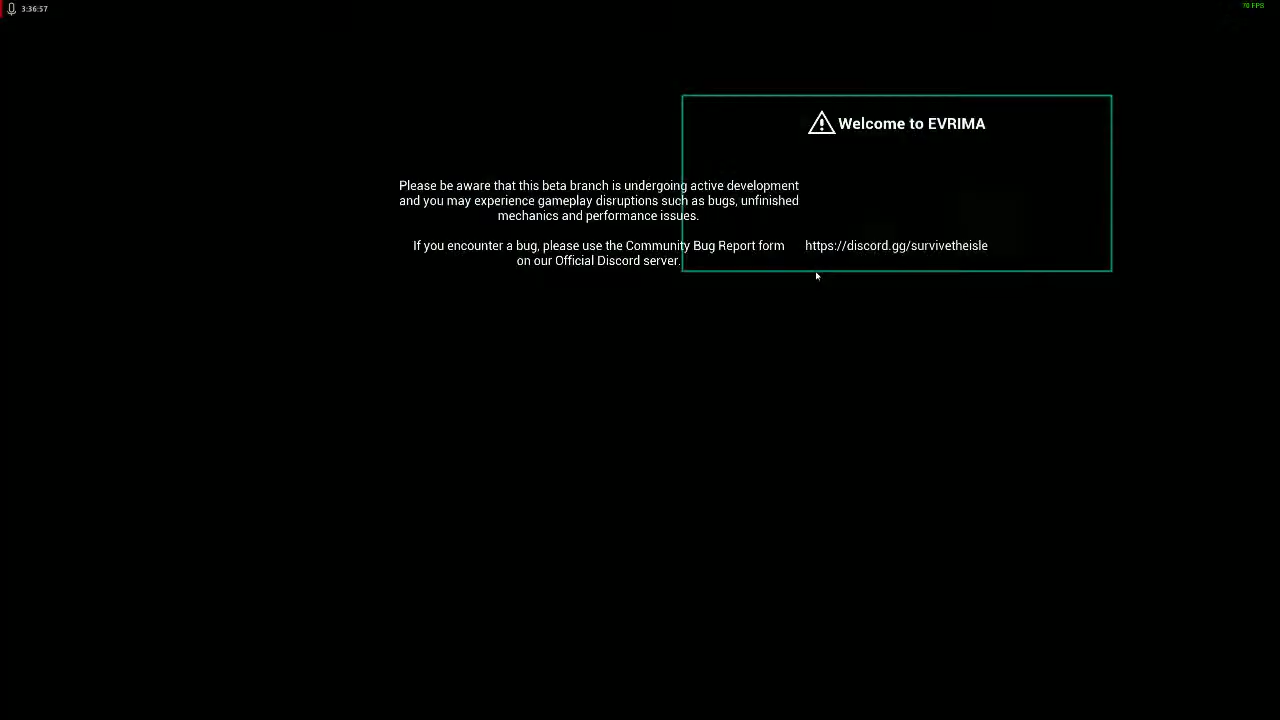 3:36:57
70 FPS
Welcome to EVRIMA
Please be aware that this beta branch is undergoing active development
and you may experience gameplay disruptions such as bugs, unfinished
mechanics and performance issues.
If you encounter a bug, please use the Community Bug Report form
on our Official Discord server.
https://discord.gg/survivetheisle